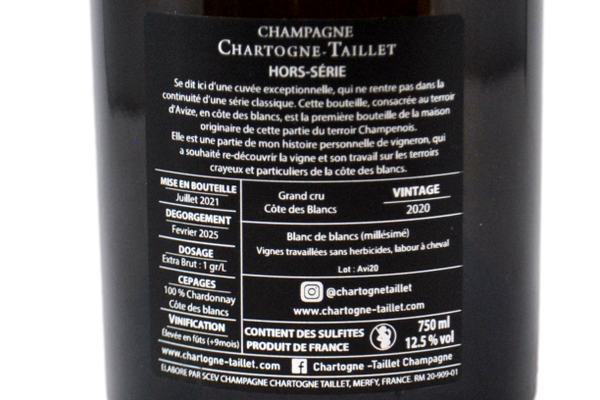 CHAMPAGNE
CHARTOGNE-TAILLET
HORS-SÉRIE
Se dit ici d'une cuvée exceptionnelle, qui ne rentre pas dans la
continuité d'une série classique. Cette bouteille, consacrée au terroir
d'Avize, en côte des blancs, est la première bouteille de la maison
originaire de cette partie du terroir Champenois.
Elle est une partie de mon histoire personnelle de vigneron, qui
a souhaité re-découvrir la vigne et son travail sur les terroirs
crayeux et particuliers de la côte des blancs.
MISE EN BOUTEILLE
Juillet 2021
DEGORGEMENT
Fevrier 2025
DOSAGE
Extra Brut : 1 gr/L
CEPAGES
100 % Chardonnay
Côte des blancs
VINIFICATION
Élevée en fûts (+9mois)
Grand cru
Côte des Blancs
VINTAGE
2020
Blanc de blancs (millésimé)
Vignes travaillées sans herbicides, labour à cheval
Lot : Avi20
@chartognetaillet
www.chartogne-taillet.com
CONTIENT DES SULFITES
PRODUIT DE FRANCE
750 ml
12.5 % vol
www.chartogne-taillet.com
Chartogne -Taillet Champagne
ELABORE PAR SCEV CHAMPAGNE CHARTOGNE TAILLET, MERFY, FRANCE. RM 20-909-01